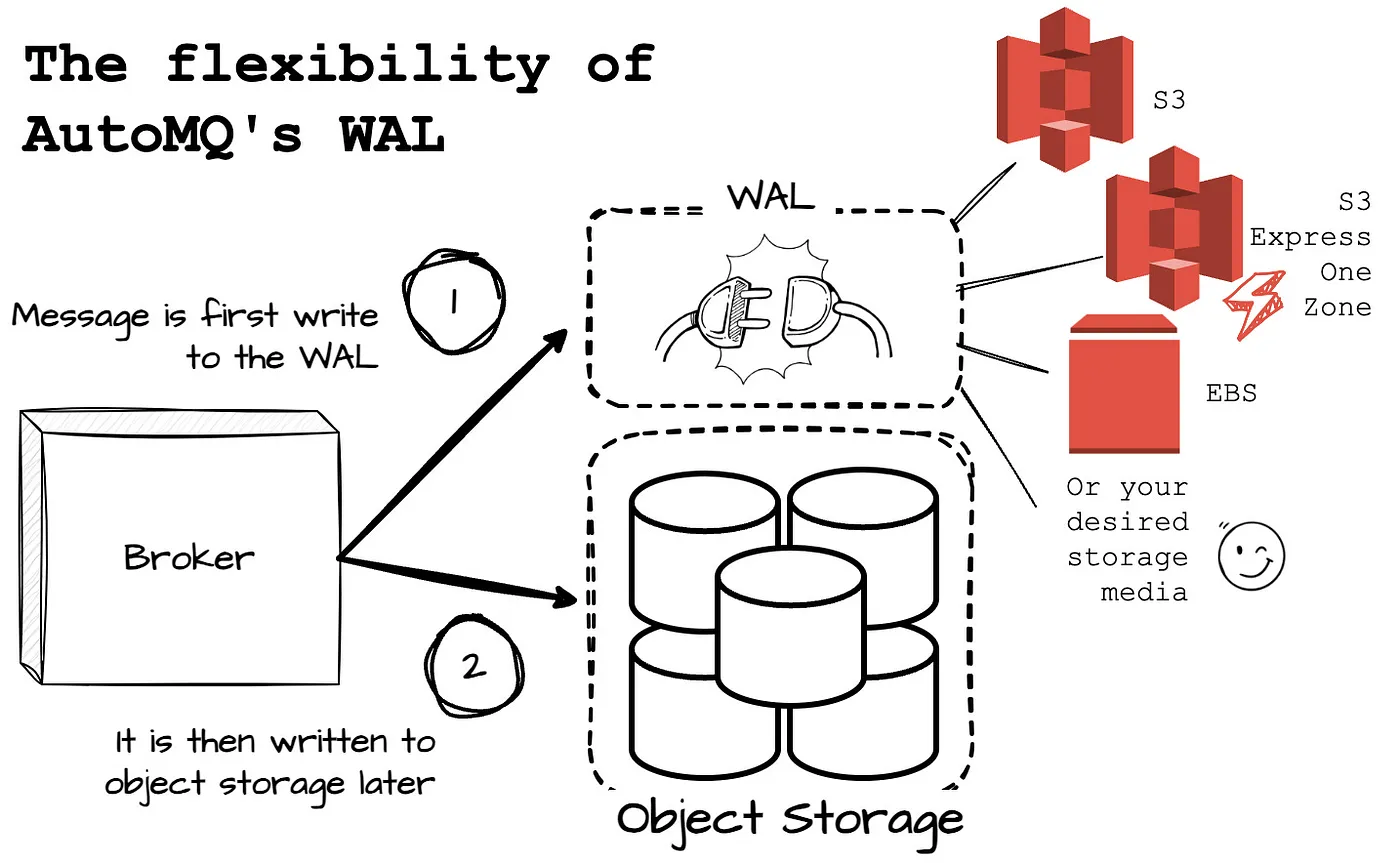 The flexibility of
AutoMQ's WAL
S3
WAL
S3
Express
One
Zone
1
Message is first write
to the WAL
EBS
Or your
desired
storage
media
Broker
2
It is then written to
object storage later
Object Storage